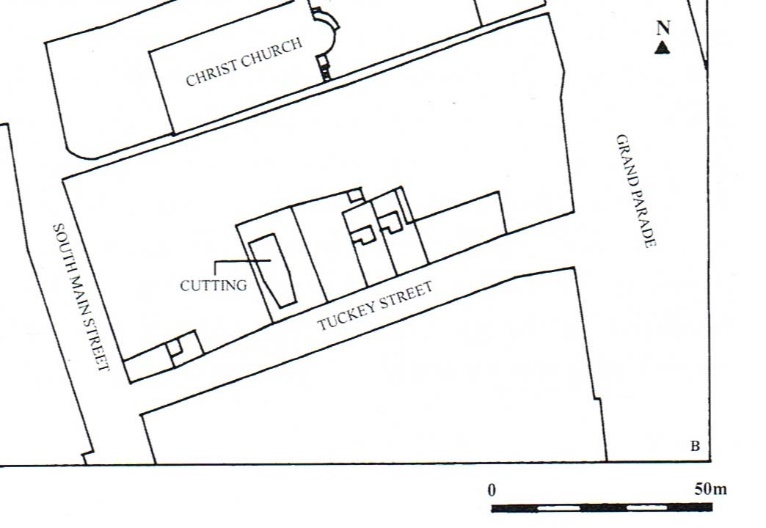 N
CHRIST CHURCH
GRAND PARADE
SOUTH MAIN STREET
CUTTING
TUCKEY STREET
B
0 50m